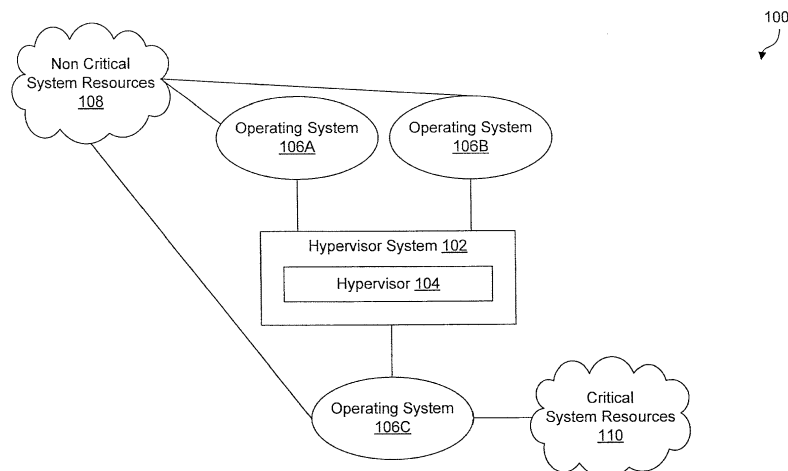 100
Non Critical
System Resources
108
Operating System
106A
Operating System
106B
Hypervisor System 102
Hypervisor 104
Operating System
106C
Critical
System Resources
110